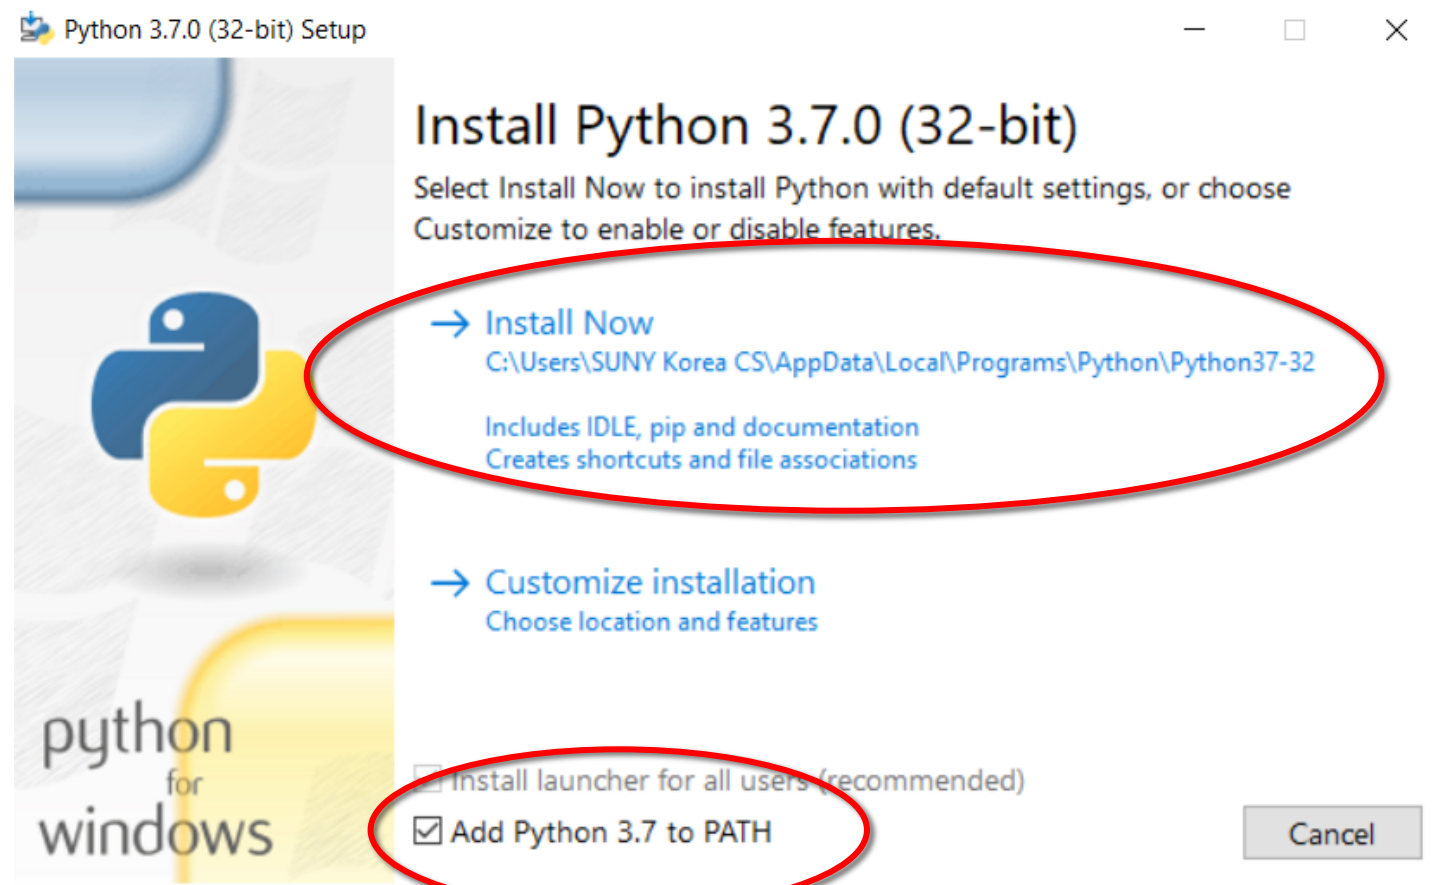 Python 3.7.0 (32-bit) Setup
Install Python 3.7.0 (32-bit)
Select Install Now to install Python with default settings, or choose
Customize to enable or disable features.
Install Now
C:\Users\SUNY Korea CS\AppData\Local\Programs\Python\Python37-32
Includes IDLE, pip and documentation
Creates shortcuts and file associations
Customize installation
Choose location and features
python
for
windows
Install launcher for all users (recommended)
Add Python 3.7 to PATH
Cancel